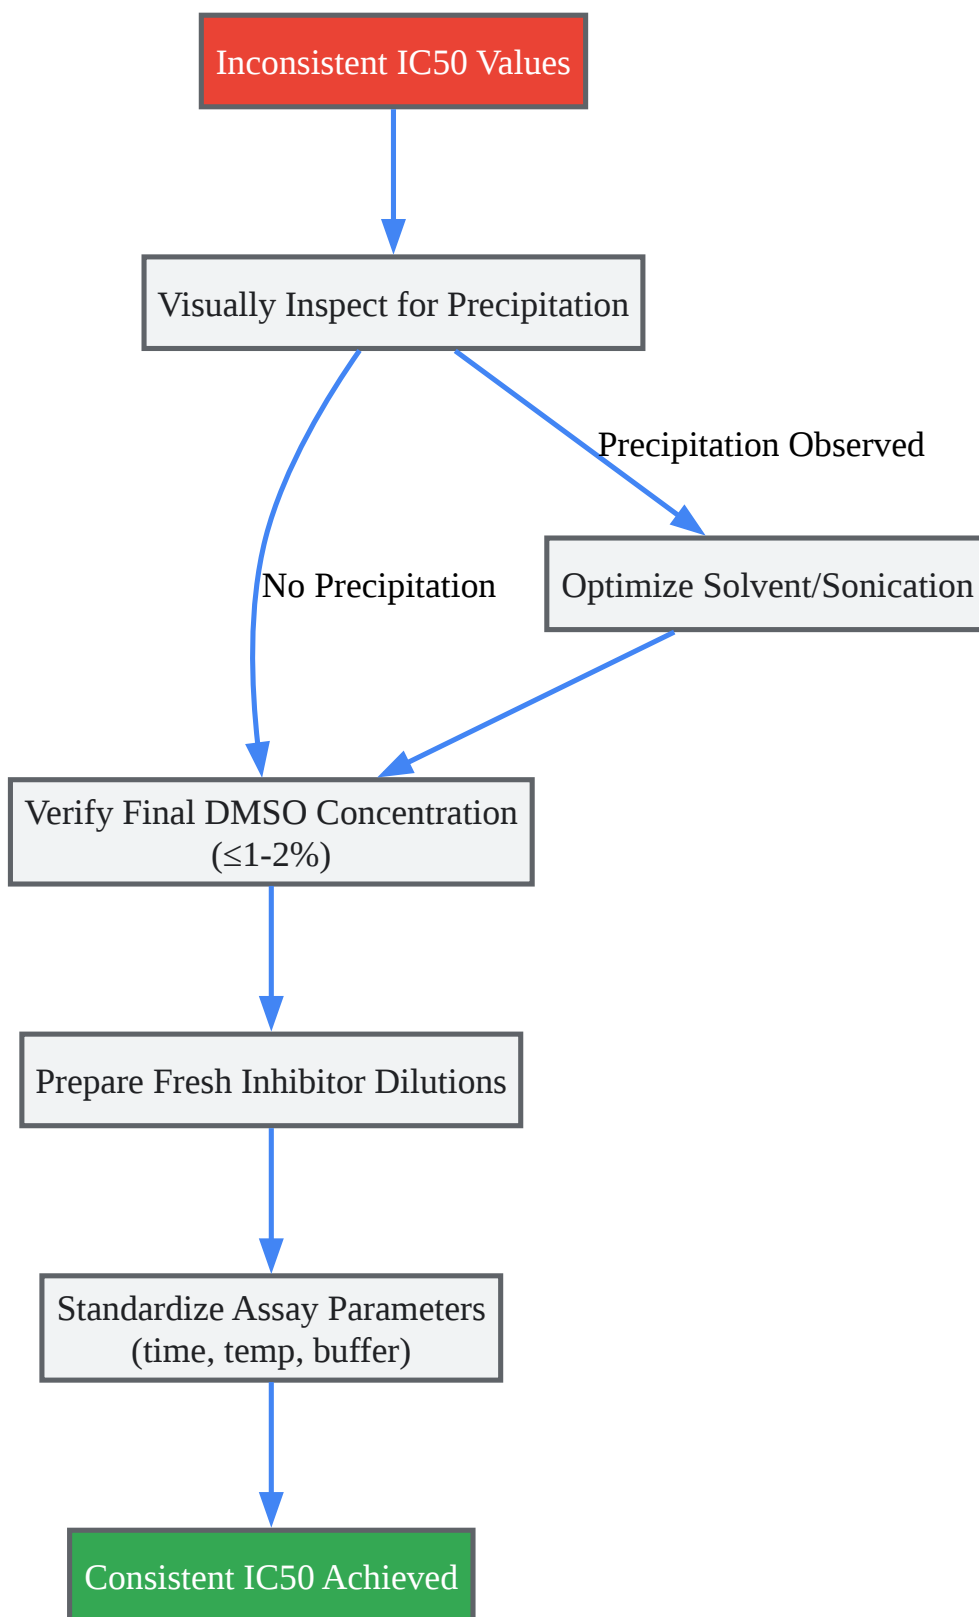 Inconsistent IC50 Values
Visually Inspect for Precipitation
Precipitation Observed
No Precipitation
Optimize Solvent/Sonication
Verify Final DMSO Concentration
(≤1-2%)
Prepare Fresh Inhibitor Dilutions
Standardize Assay Parameters
(time, temp, buffer)
Consistent IC50 Achieved